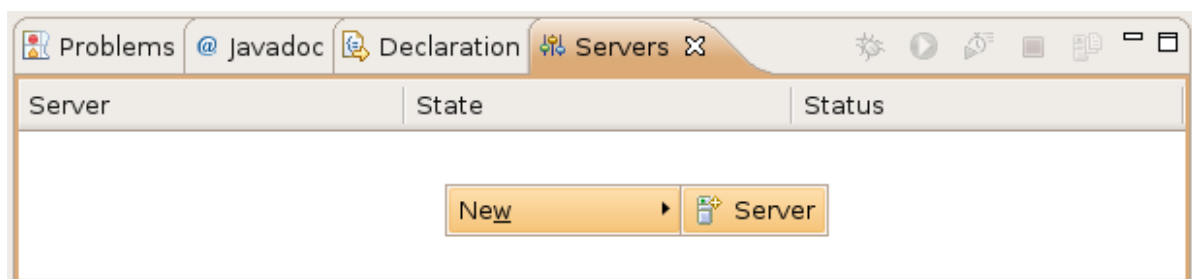 Problems @ Javadoc Declaration Servers
Server State Status
New Server